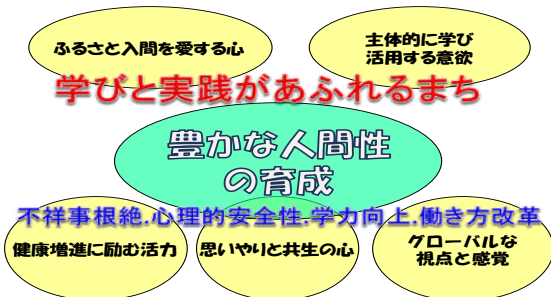 ふるさと入間を愛する心
主体的に学び
活用する意欲
学びと実践があふれるまち
豊かな人間性
の育成
不祥事根絶.心理的安全性.学力向上.働き方改革
健康増進に励む活力
思いやりと共生の心
グローバルな
視点と感覚